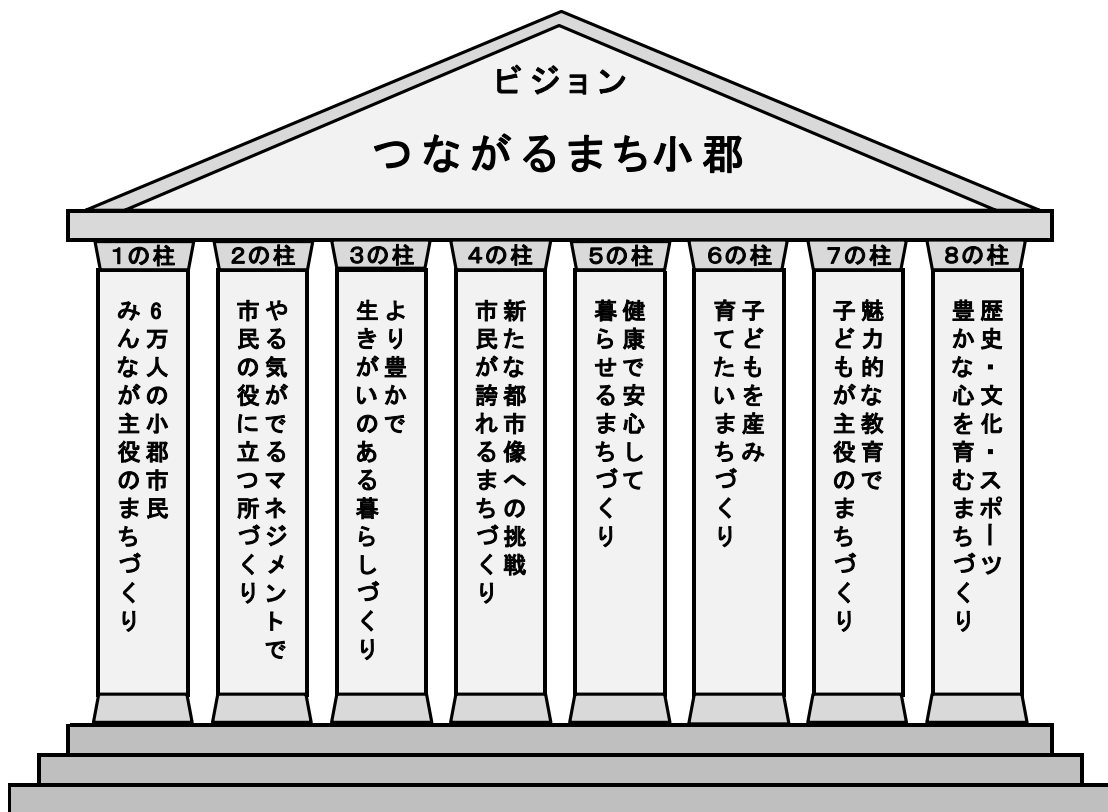 ビジョン
つながるまち小郡
1の柱
6万人の小郡市民
みんなが主役のまちづくり
2の柱
やる気がでるマネジメントで
市民の役に立つ所づくり
3の柱
より豊かで
生きがいのある暮らしづくり
4の柱
新たな都市像への挑戦
市民が誇れるまちづくり
5の柱
健康で安心して
暮らせるまちづくり
6の柱
子どもを産み
育てたいまちづくり
7の柱
魅力的な教育で
子どもが主役のまちづくり
8の柱
歴史・文化・スポーツ
豊かな心を育むまちづくり